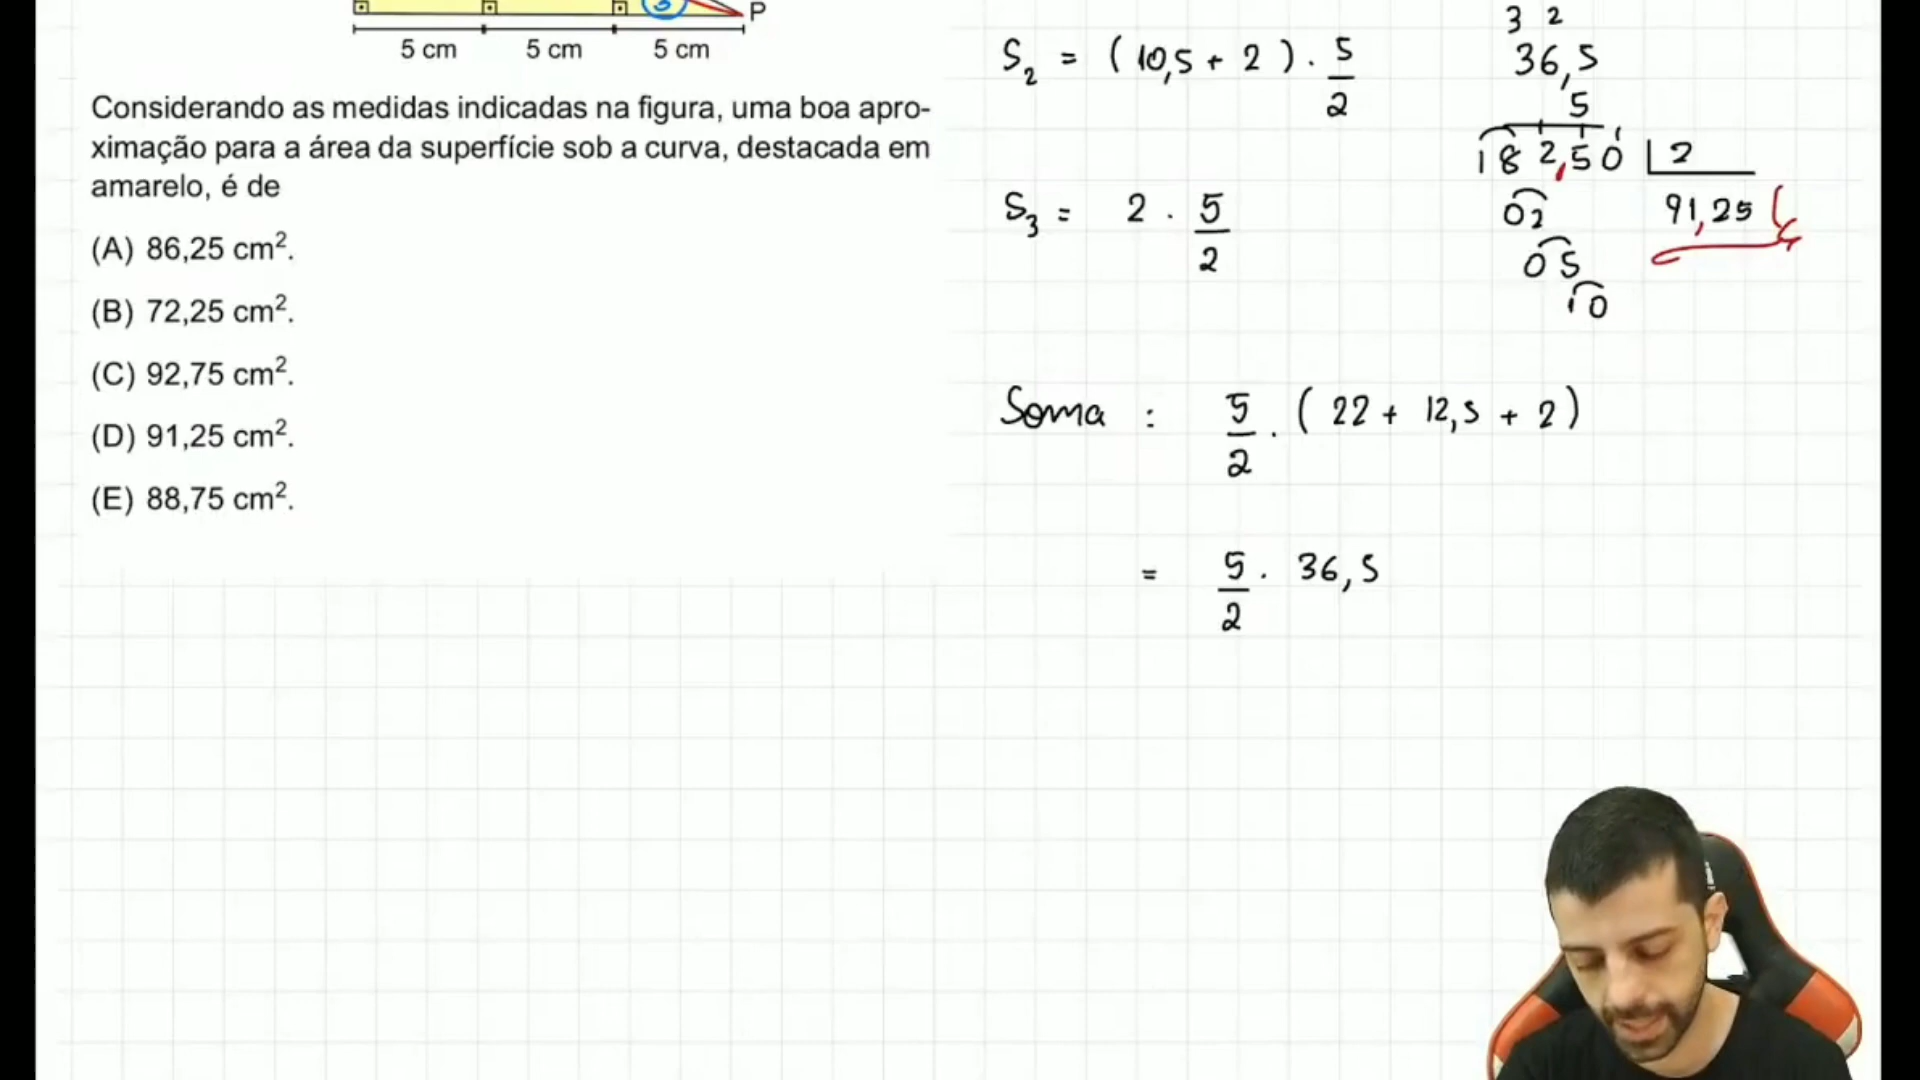 3 P
5 cm 5 cm 5 cm
Considerando as medidas indicadas na figura, uma boa apro-
ximação para a área da superfície sob a curva, destacada em
amarelo, é de
(A) 86,25 cm².
(B) 72,25 cm².
(C) 92,75 cm².
(D) 91,25 cm².
(E) 88,75 cm².
S₂ = (10,5 + 2) . 5/2
S₃ = 2 . 5/2
Soma : 5/2 . (22 + 12,5 + 2)
= 5/2 . 36,5
3 2
36,5
5
182,50 2
02 91,25
05
10